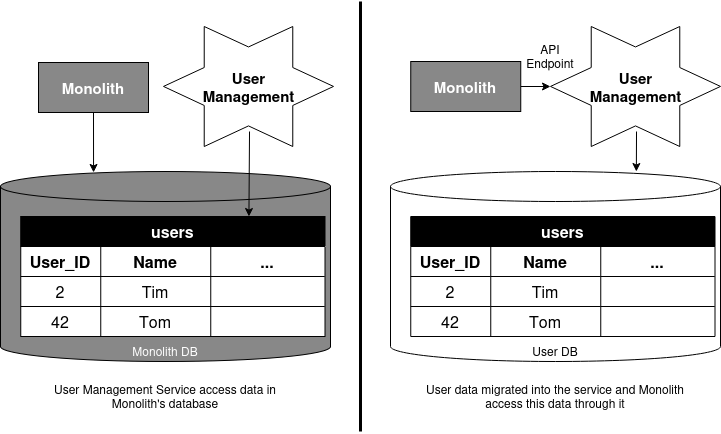 Monolith
User
Management
users
User_ID Name ...
2 Tim
42 Tom
Monolith DB
User Management Service access data in
Monolith's database
API
Endpoint
Monolith
User
Management
users
User_ID Name ...
2 Tim
42 Tom
User DB
User data migrated into the service and Monolith
access this data through it